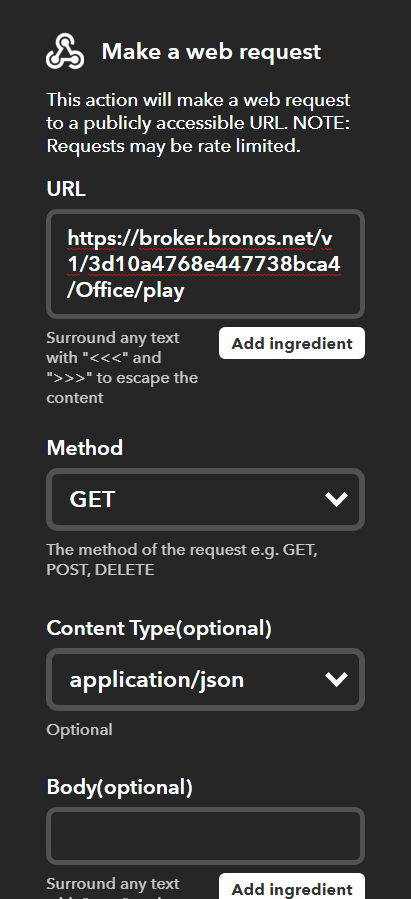 Make a web request
This action will make a web request
to a publicly accessible URL. NOTE:
Requests may be rate limited.
URL
https://broker.bronos.net/v
1/3d10a4768e447738bca4
/Office/play
Surround any text
with "<<<" and
">>>" to escape the
content
Add ingredient
Method
GET
The method of the request e.g. GET,
POST, DELETE
Content Type(optional)
application/json
Optional
Body(optional)
Surround any text
Add ingredient